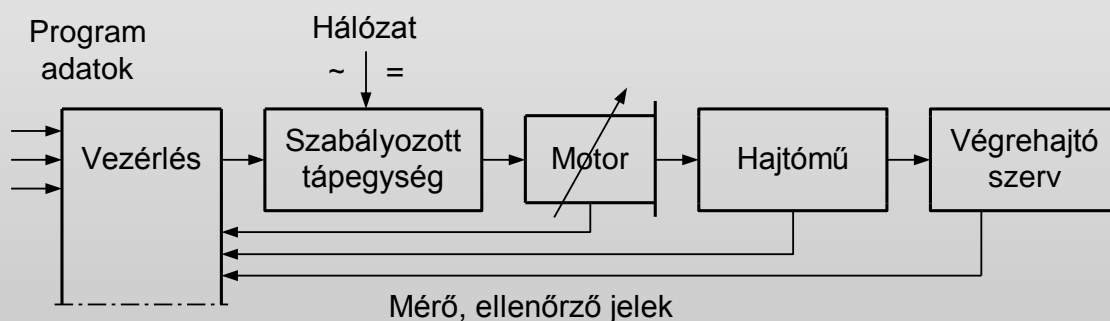 Program
adatok
Hálózat
~ =
Vezérlés
Szabályozott
tápegység
Motor
Hajtómű
Végrehajtó
szerv
Mérő, ellenőrző jelek